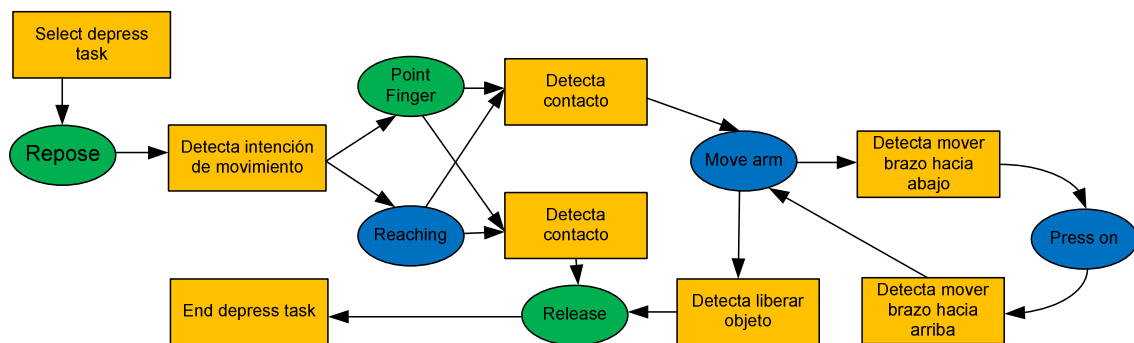 Select depress
task
Repose
Detecta intención
de movimiento
Point
Finger
Reaching
Detecta
contacto
Detecta
contacto
Move arm
Detecta mover
brazo hacia
abajo
Press on
Detecta mover
brazo hacia
arriba
Detecta liberar
objeto
Release
End depress task